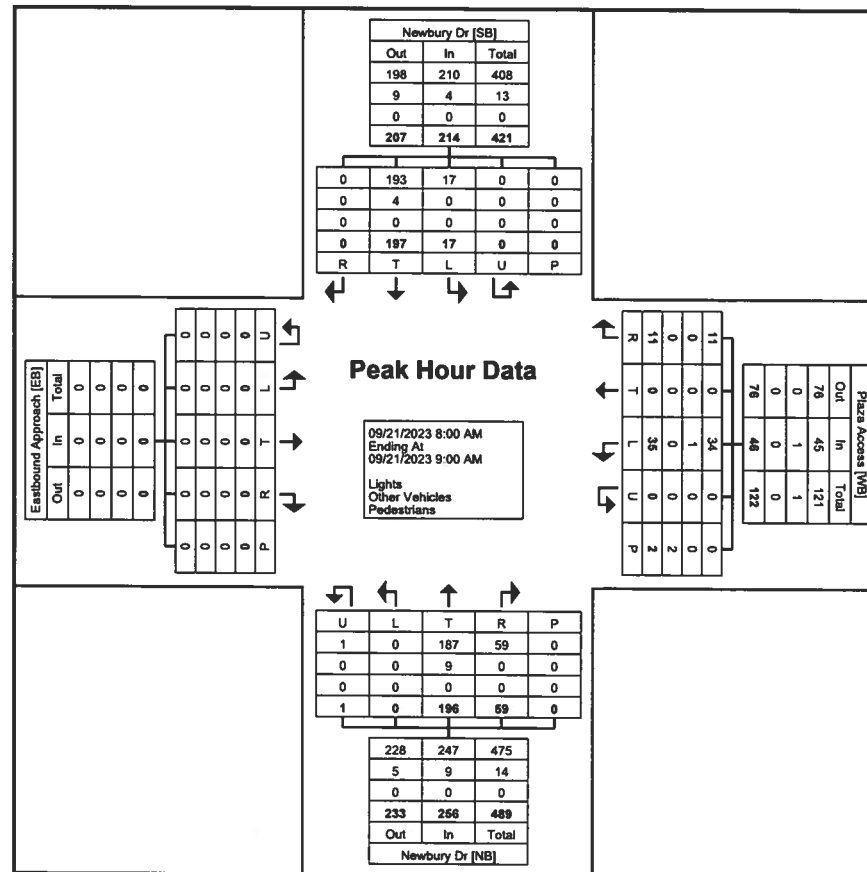 Newbury Dr [SB]
Out In Total
198 210 408
9 4 13
0 0 0
207 214 421
0 193 17 0 0
0 4 0 0 0
0 0 0 0 0
0 197 17 0 0
R T L U P
Eastbound Approach [EB]
Out In Total
0 0 0
0 0 0
0 0 0
0 0 0
0 0 0 0 0
0 0 0 0 0
0 0 0 0 0
0 0 0 0 0
P R T L U
Peak Hour Data
09/21/2023 8:00 AM
Ending At
09/21/2023 9:00 AM
Lights
Other Vehicles
Pedestrians
Plaza Access [WB]
Out In Total
76 45 121
0 1 1
0 0 0
76 46 122
11 0 34 0 0
0 0 1 0 0
0 0 0 0 2
11 0 35 0 2
R T L U P
U L T R P
1 0 187 59 0
0 0 9 0 0
0 0 0 0 0
1 0 196 59 0
228 247 475
5 9 14
0 0 0
233 256 489
Out In Total
Newbury Dr [NB]